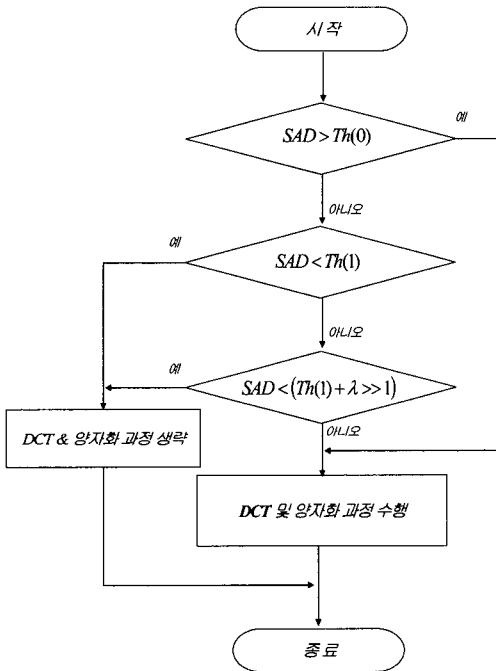 시작
예
SAD > Th(0)
아니오
예
SAD < Th(1)
아니오
예
SAD < (Th(1) + λ >> 1)
아니오
DCT & 양자화 과정 생략
DCT 및 양자화 과정 수행
종료